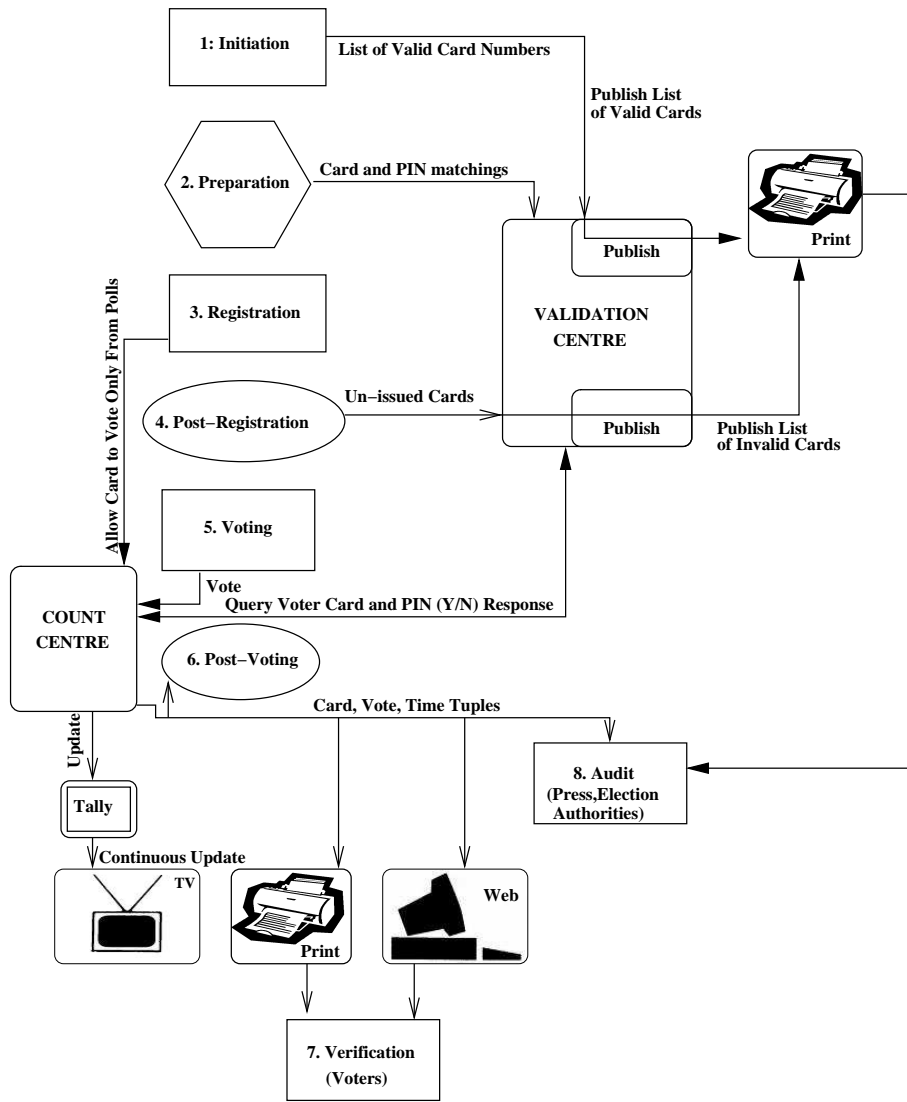 1: Initiation
List of Valid Card Numbers
Publish List
of Valid Cards
2. Preparation
Card and PIN matchings
Print
Publish
3. Registration
VALIDATION
CENTRE
Allow Card to Vote Only From Polls
Un−issued Cards
4. Post−Registration
Publish
Publish List
of Invalid Cards
5. Voting
Vote
Query Voter Card and PIN (Y/N) Response
COUNT
CENTRE
6. Post−Voting
Card, Vote, Time Tuples
Update
8. Audit
(Press,Election
Authorities)
Tally
Continuous Update
TV
Print
Web
7. Verification
(Voters)